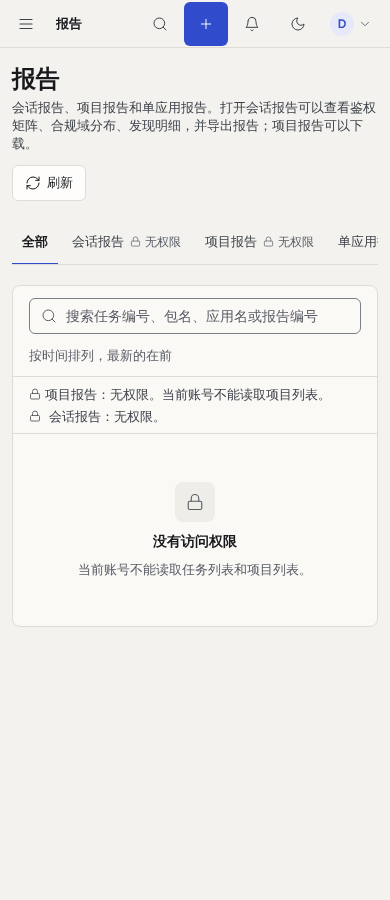 报告
D
报告
会话报告、项目报告和单应用报告。打开会话报告可以查看鉴权
矩阵、合规域分布、发现明细，并导出报告；项目报告可以下
载。
刷新
全部 会话报告 无权限 项目报告 无权限 单应用
搜索任务编号、包名、应用名或报告编号
按时间排列，最新的在前
项目报告：无权限。当前账号不能读取项目列表。
会话报告：无权限。
没有访问权限
当前账号不能读取任务列表和项目列表。